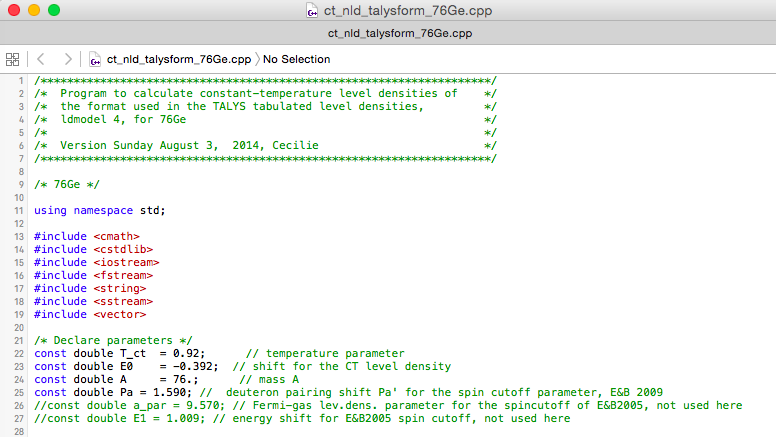 ct_nld_talysform_76Ge.cpp
ct_nld_talysform_76Ge.cpp
ct_nld_talysform_76Ge.cpp 〉No Selection
1 /***********************************************************************/
2 /*  Program to calculate constant-temperature level densities of    */
3 /*  the format used in the TALYS tabulated level densities,         */
4 /*  ldmodel 4, for 76Ge                                             */
5 /*                                                                  */
6 /*  Version Sunday August 3,  2014, Cecilie                         */
7 /***********************************************************************/
8
9 /* 76Ge */
10
11 using namespace std;
12
13 #include <cmath>
14 #include <cstdlib>
15 #include <iostream>
16 #include <fstream>
17 #include <string>
18 #include <sstream>
19 #include <vector>
20
21 /* Declare parameters */
22 const double T_ct  = 0.92;      // temperature parameter
23 const double E0    = -0.392;  // shift for the CT level density
24 const double A     = 76.;      // mass A
25 const double Pa = 1.590; //  deuteron pairing shift Pa' for the spin cutoff parameter, E&B 2009
26 //const double a_par = 9.570; // Fermi-gas lev.dens. parameter for the spincutoff of E&B2005, not used here
27 //const double E1 = 1.009; // energy shift for E&B2005 spin cutoff, not used here
28